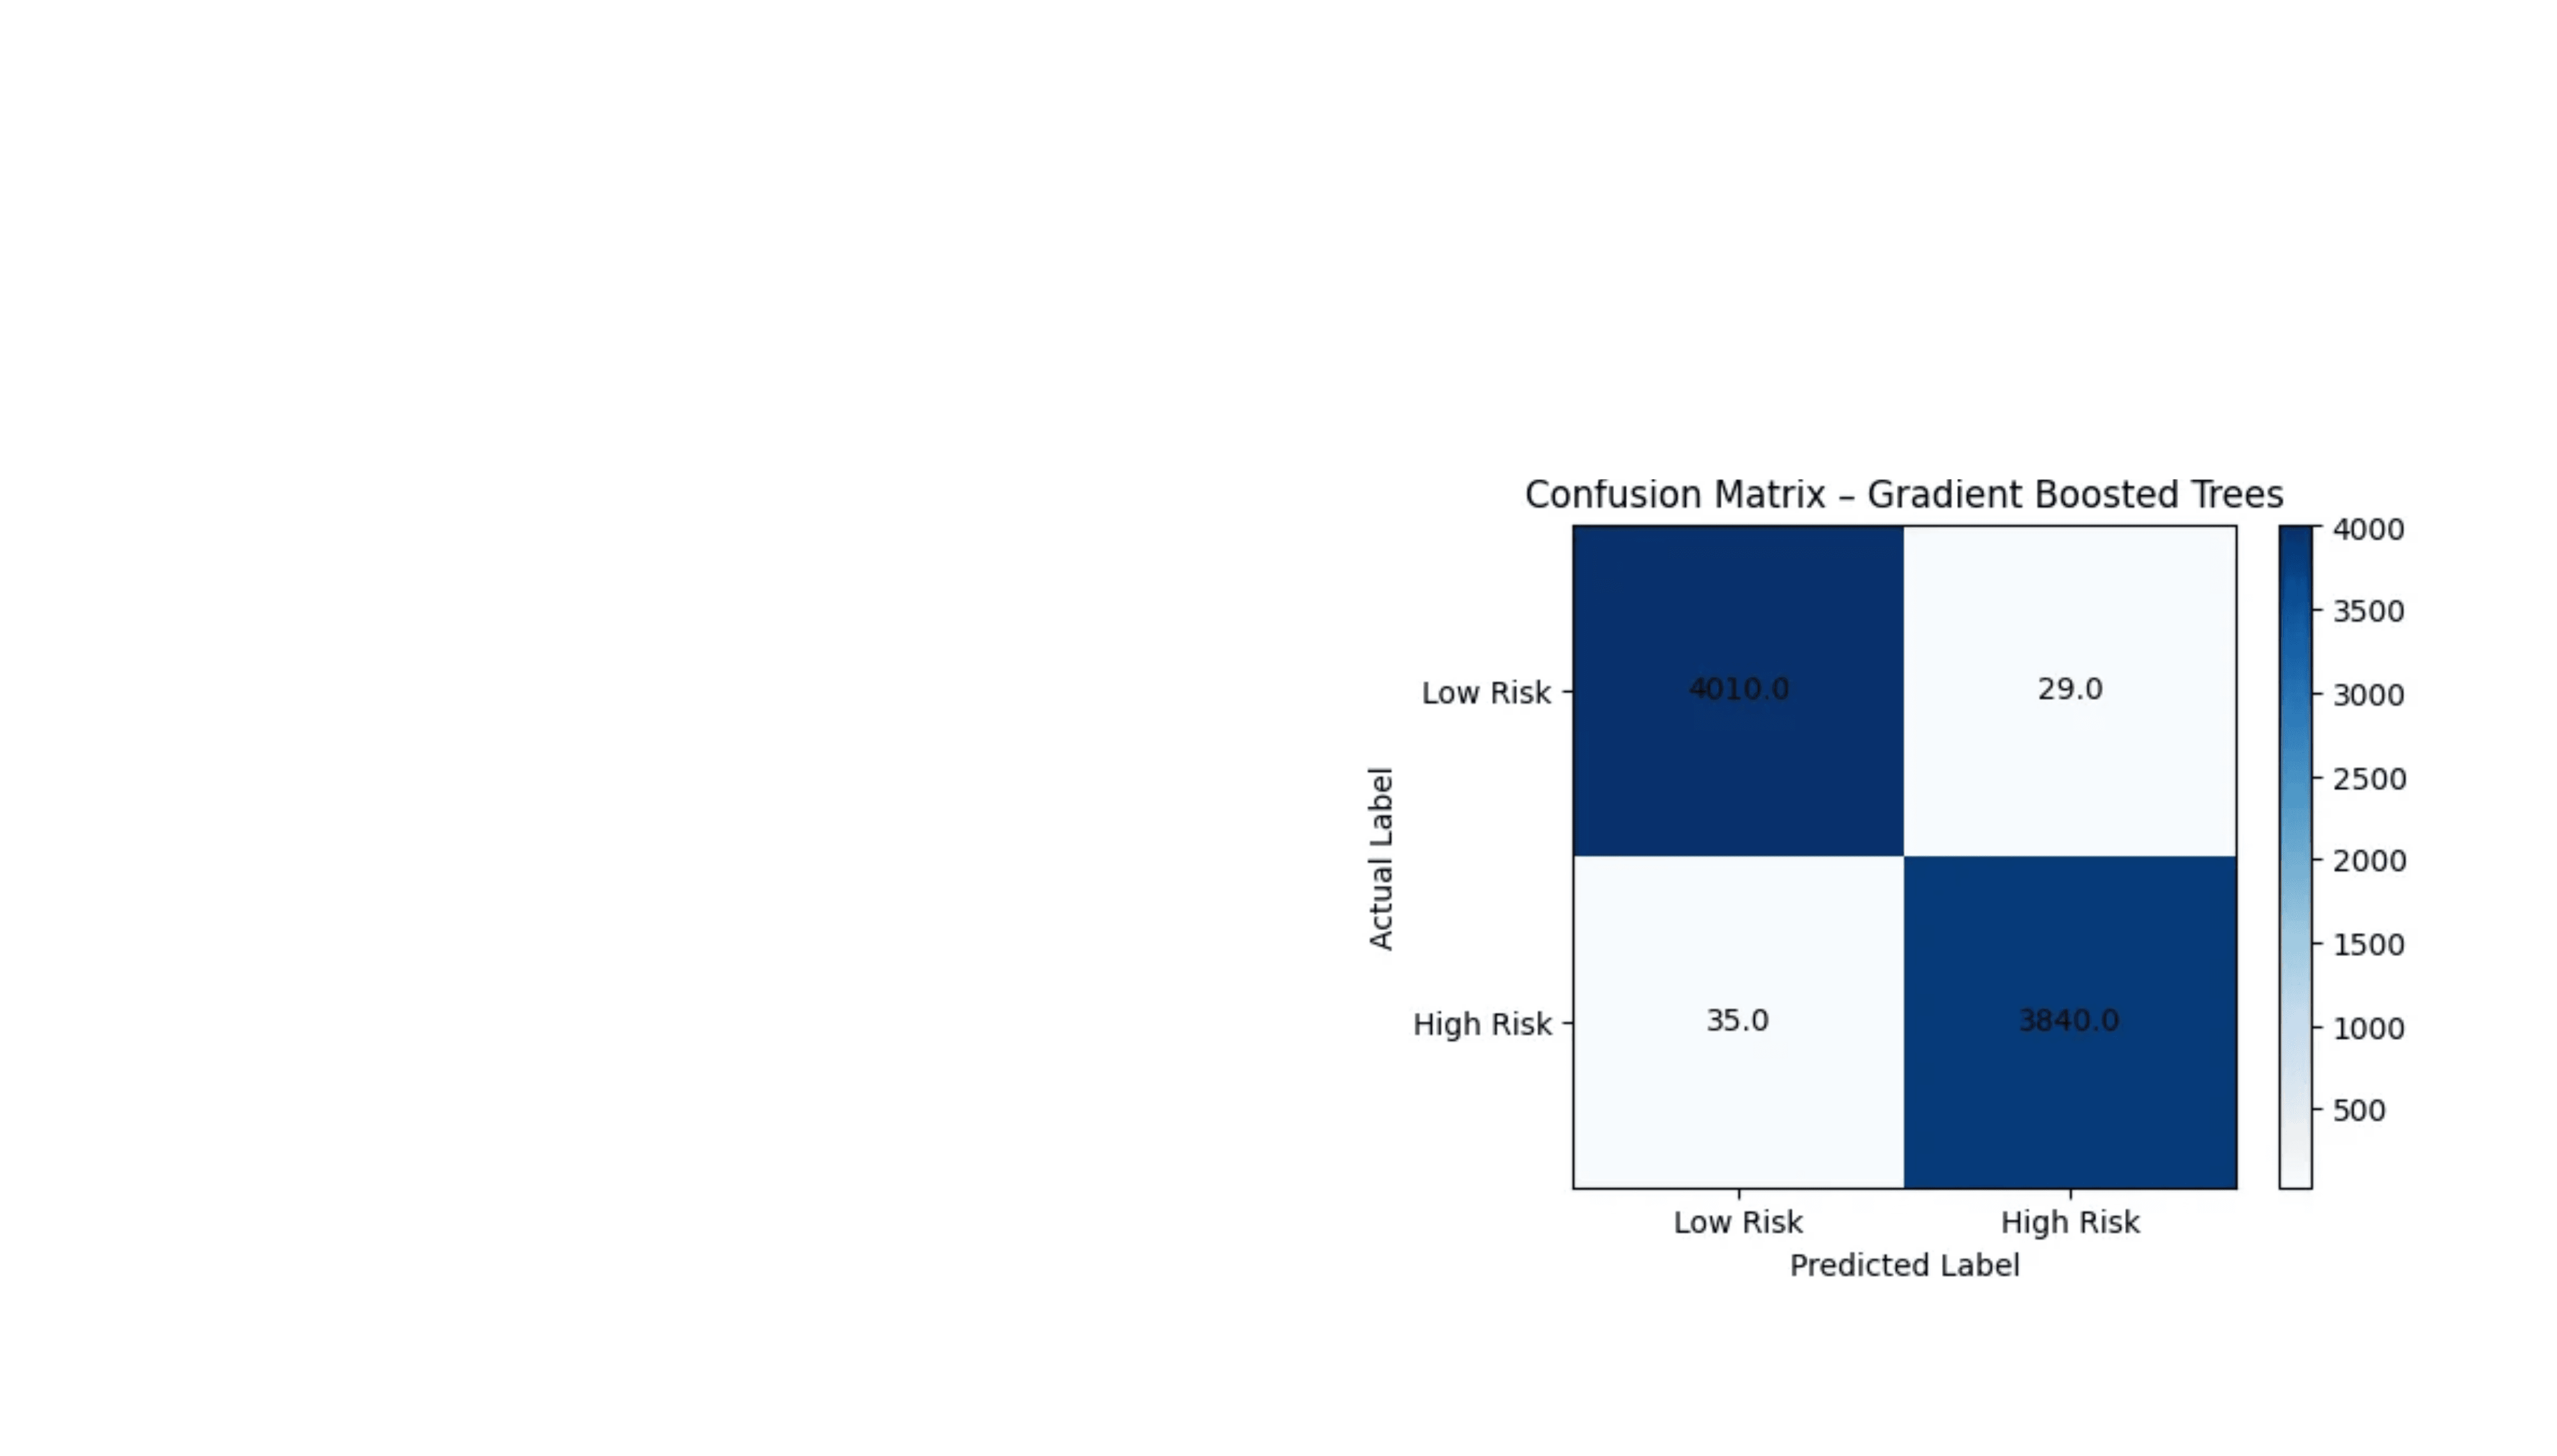 Confusion Matrix – Gradient Boosted Trees
4000
3500
3000
2500
2000
1500
1000
500
Actual Label
Low Risk
4010.0
29.0
High Risk
35.0
3840.0
Low Risk
High Risk
Predicted Label